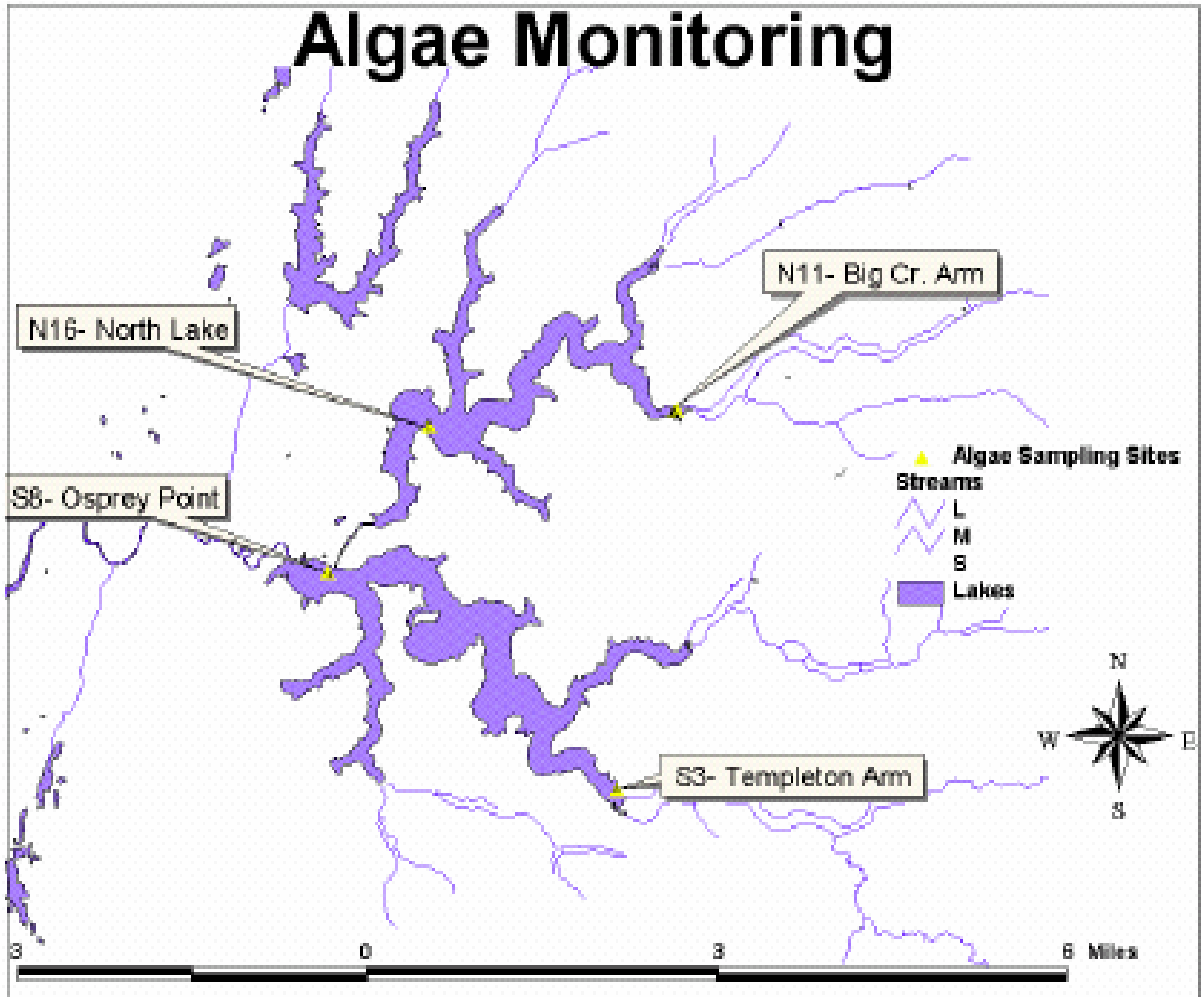 Algae Monitoring
N11- Big Cr. Arm
N16- North Lake
Algae Sampling Sites
Streams
L
M
S
Lakes
S8- Osprey Point
N
W
E
S
S3- Templeton Arm
3
0
3
6
Miles